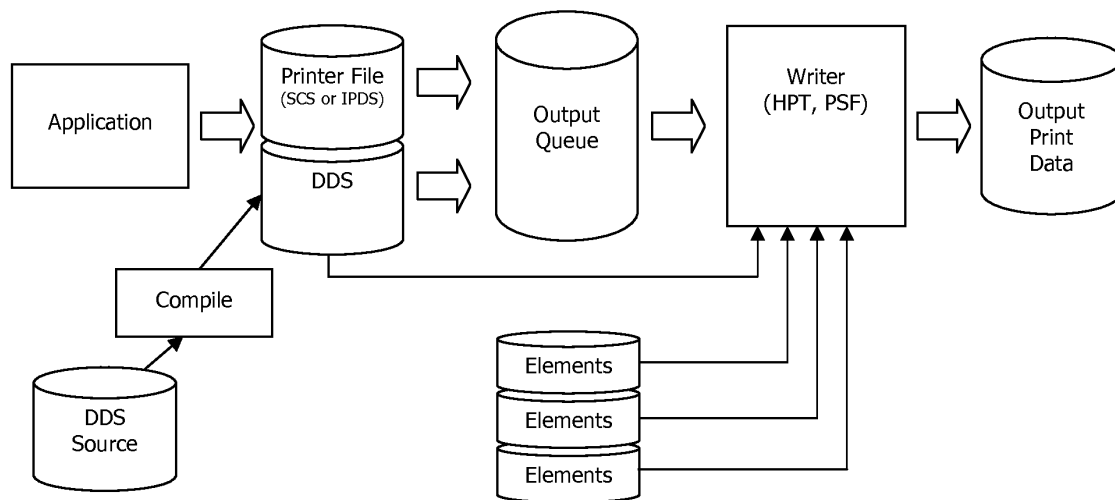 Application
Printer File
(SCS or IPDS)
DDS
Output
Queue
Writer
(HPT, PSF)
Output
Print
Data
Compile
DDS
Source
Elements
Elements
Elements